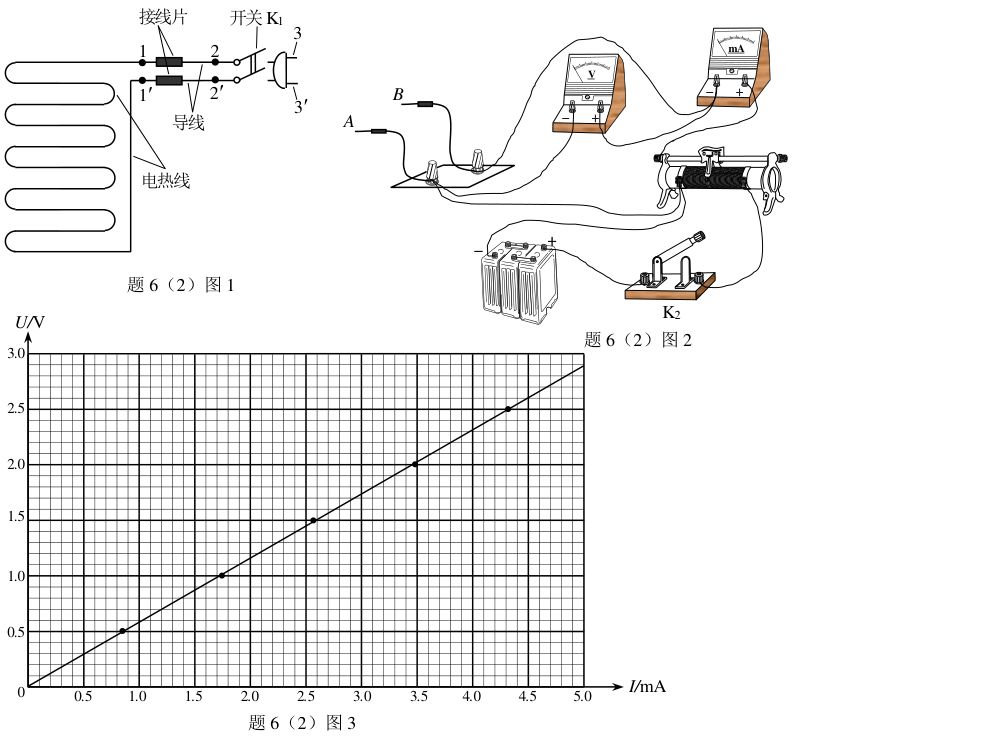 接线片
开关 K₁
1 2 3
1′ 2′ 3′
导线
电热线
题 6（2）图 1
A
B
V
− +
mA
− +
− +
K₂
题 6（2）图 2
U/V
3.0
2.5
2.0
1.5
1.0
0.5
0
0.5 1.0 1.5 2.0 2.5 3.0 3.5 4.0 4.5 5.0
I/mA
题 6（2）图 3